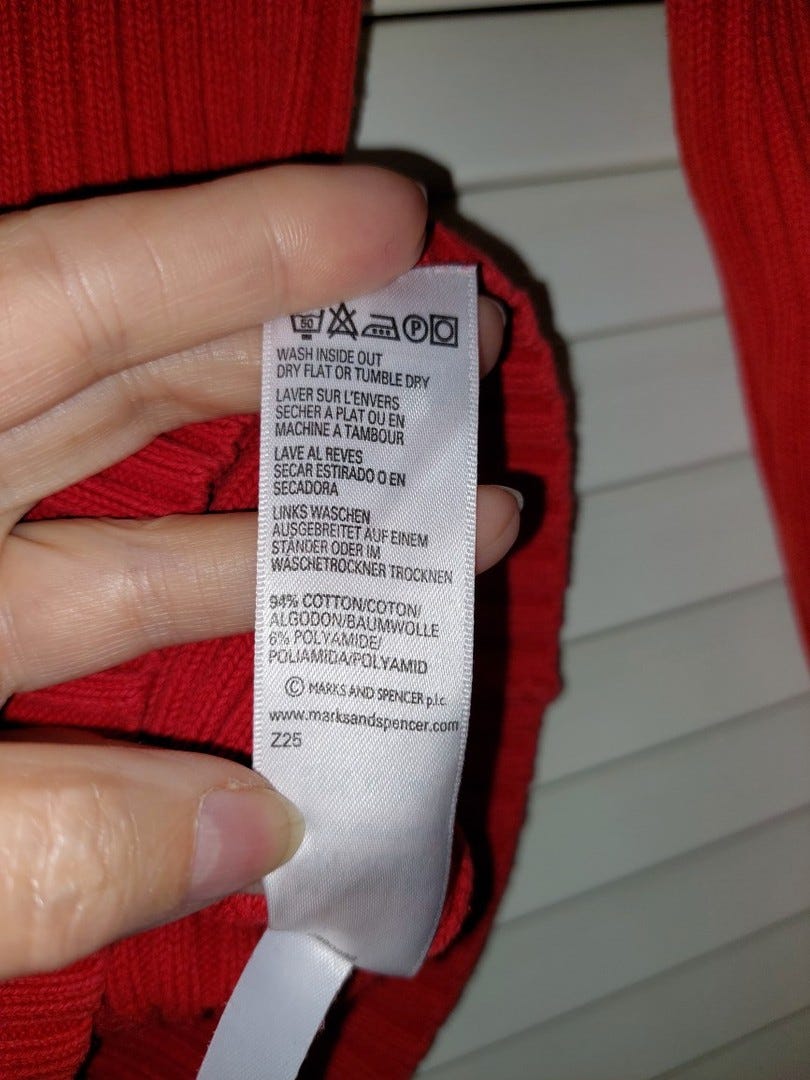 50 P
WASH INSIDE OUT
DRY FLAT OR TUMBLE DRY
LAVER SUR L'ENVERS
SECHER A PLAT OU EN
MACHINE A TAMBOUR
LAVE AL REVES
SECAR ESTIRADO O EN
SECADORA
LINKS WASCHEN
AUSGEBREITET AUF EINEM
STÄNDER ODER IM
WÄSCHETROCKNER TROCKNEN
94% COTTON/COTON/
ALGODON/BAUMWOLLE
6% POLYAMIDE/
POLIAMIDA/POLYAMID
© MARKS AND SPENCER p.l.c.
www.marksandspencer.com
Z25